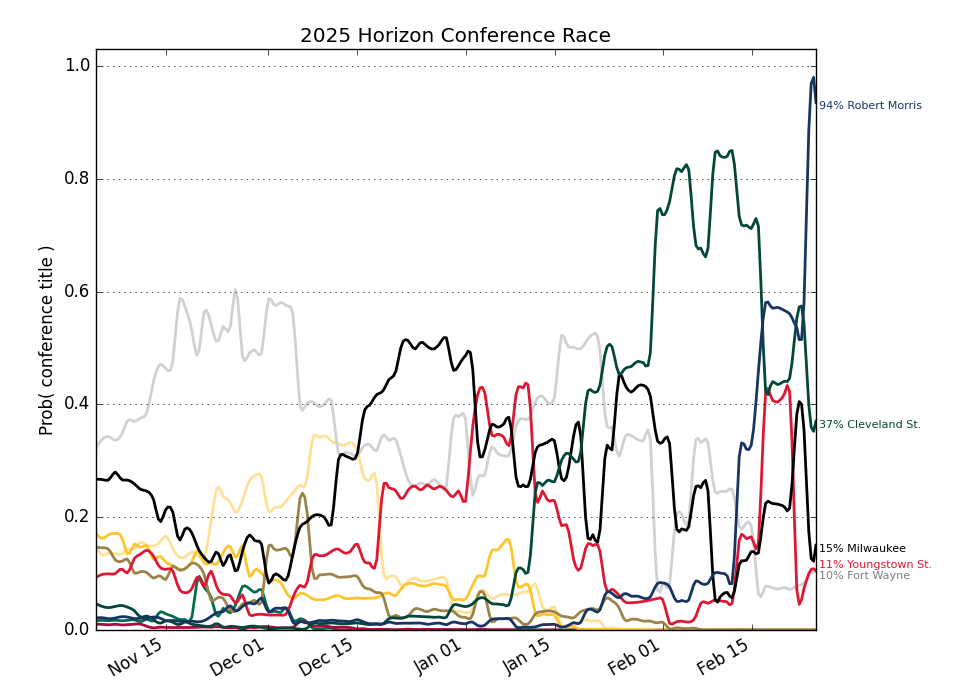 2025 Horizon Conference Race
Prob( conference title )
1.0
0.8
0.6
0.4
0.2
0.0
Nov 15
Dec 01
Dec 15
Jan 01
Jan 15
Feb 01
Feb 15
94% Robert Morris
37% Cleveland St.
15% Milwaukee
11% Youngstown St.
10% Fort Wayne